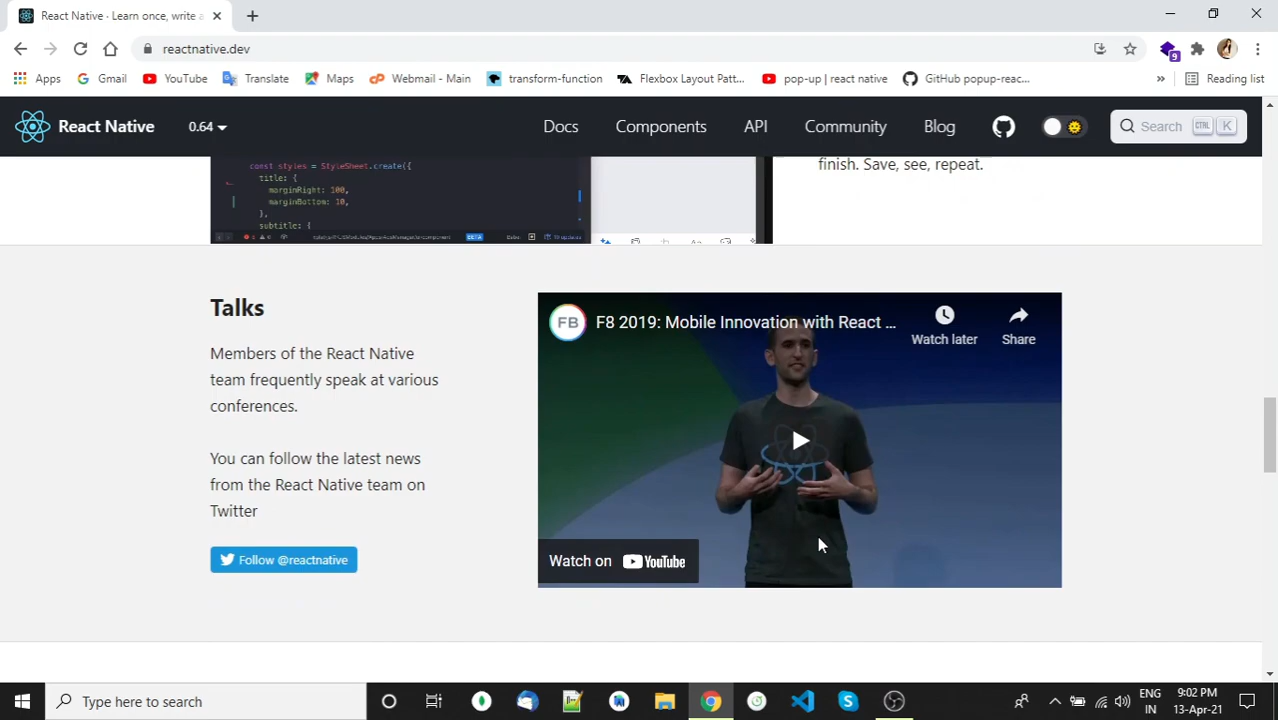 React Native · Learn once, write a
reactnative.dev
9
Apps
Gmail
YouTube
Translate
Maps
Webmail - Main
transform-function
Flexbox Layout Patt...
pop-up | react native
GitHub popup-reac...
»
Reading list
React Native
0.64
Docs
Components
API
Community
Blog
Search
CTRL
K
const styles = StyleSheet.create({
title: {
marginRight: 100,
marginBottom: 10,
},
subtitle: {
BETA
finish. Save, see, repeat.
Talks
Members of the React Native
team frequently speak at various
conferences.
You can follow the latest news
from the React Native team on
Twitter
Follow @reactnative
FB
F8 2019: Mobile Innovation with React ...
Watch later
Share
Watch on YouTube
Type here to search
ENG
IN
9:02 PM
13-Apr-21